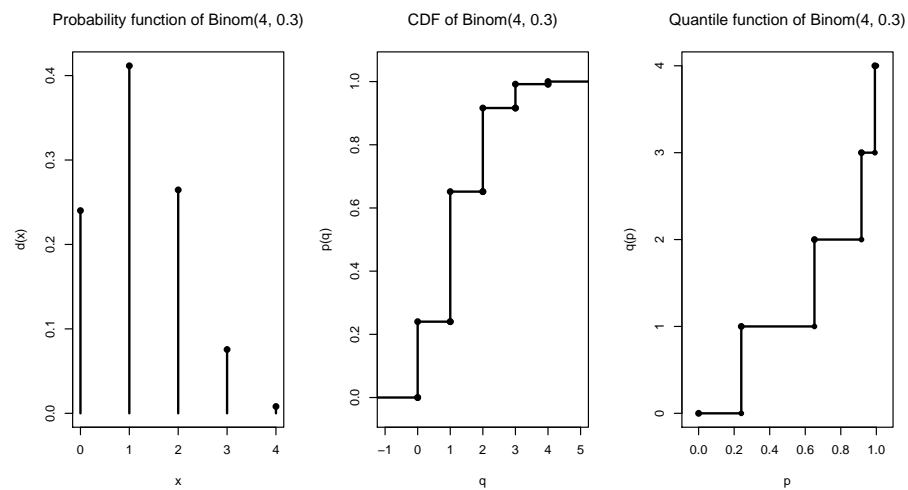 Probability function of Binom(4, 0.3)
d(x)
0.4
0.3
0.2
0.1
0.0
0 1 2 3 4
x
CDF of Binom(4, 0.3)
p(q)
1.0
0.8
0.6
0.4
0.2
0.0
−1 0 1 2 3 4 5
q
Quantile function of Binom(4, 0.3)
q(p)
4
3
2
1
0
0.0 0.2 0.4 0.6 0.8 1.0
p